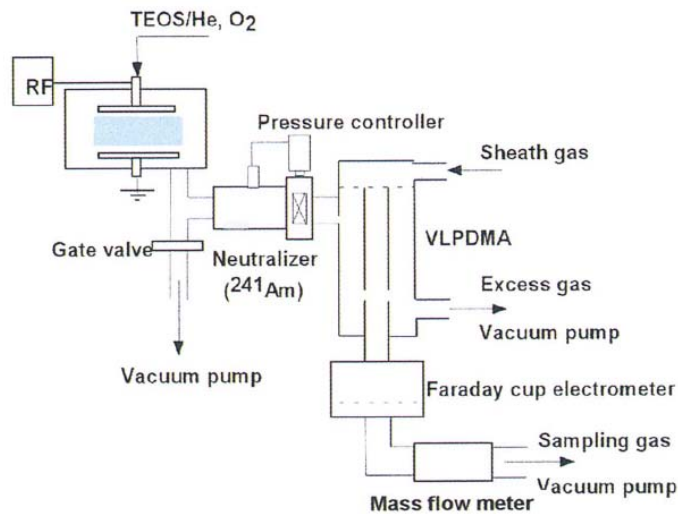 TEOS/He, O2
RF
Pressure controller
Sheath gas
Gate valve
Neutralizer
(241Am)
VLPDMA
Excess gas
Vacuum pump
Vacuum pump
Faraday cup electrometer
Sampling gas
Vacuum pump
Mass flow meter